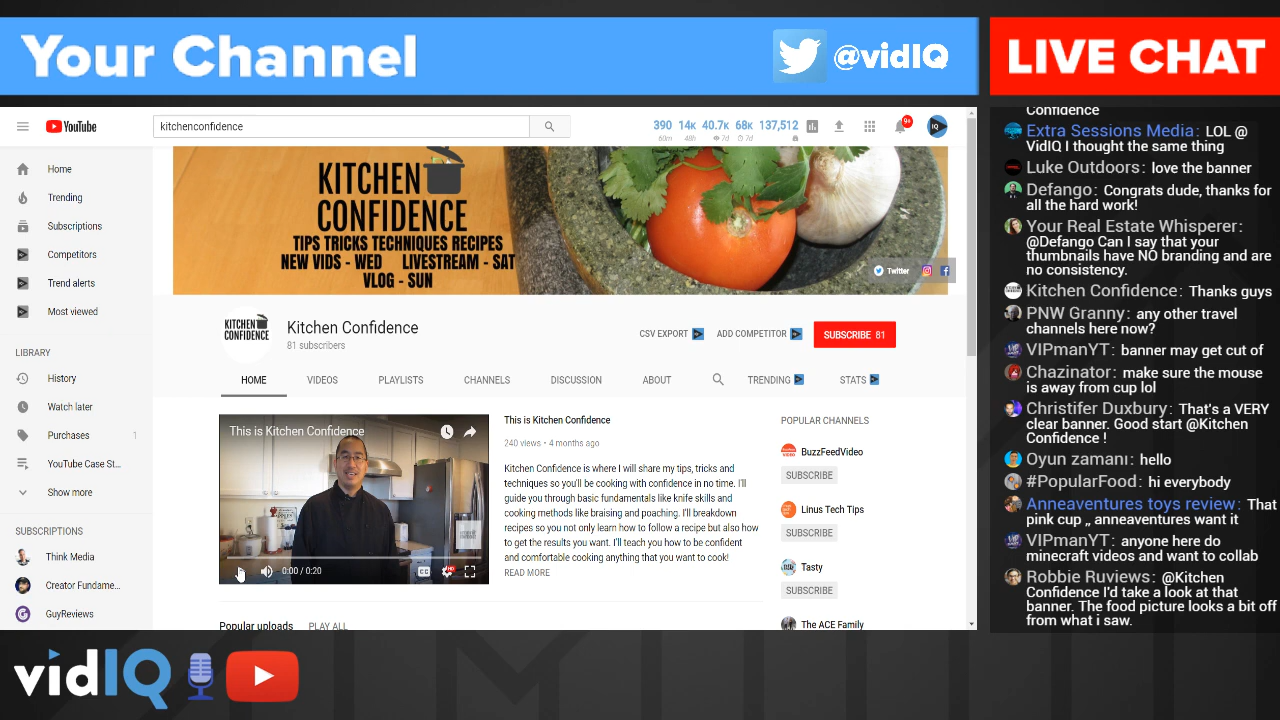 Your Channel
@vidIQ
LIVE CHAT
YouTube
kitchenconfidence
390 14K 40.7K 68K 137,512
60m 48h 7d 7d
9+
IQ
Home
Trending
Subscriptions
Competitors
Trend alerts
Most viewed
LIBRARY
History
Watch later
Purchases 1
YouTube Case St...
Show more
SUBSCRIPTIONS
Think Media
Creator Fundame...
GuyReviews
KITCHEN
CONFIDENCE
TIPS TRICKS TECHNIQUES RECIPES
NEW VIDS - WED LIVESTREAM - SAT
VLOG - SUN
Twitter
KITCHEN
CONFIDENCE
Kitchen Confidence
81 subscribers
CSV EXPORT
ADD COMPETITOR
SUBSCRIBE 81
HOME VIDEOS PLAYLISTS CHANNELS DISCUSSION ABOUT TRENDING STATS
This is Kitchen Confidence
0:00 / 0:20
CC
HD
This is Kitchen Confidence
240 views • 4 months ago
Kitchen Confidence is where I will share my tips, tricks and
techniques so you'll be cooking with confidence in no time. I'll
guide you through basic fundamentals like knife skills and
cooking methods like braising and poaching. I'll breakdown
recipes so you not only learn how to follow a recipe but also how
to get the results you want. I'll teach you how to be confident
and comfortable cooking anything that you want to cook!
READ MORE
POPULAR CHANNELS
BuzzFeedVideo
SUBSCRIBE
Linus Tech Tips
SUBSCRIBE
Tasty
SUBSCRIBE
The ACE Family
Popular uploads PLAY ALL
Confidence
Extra Sessions Media: LOL @
VidIQ I thought the same thing
Luke Outdoors: love the banner
Defango: Congrats dude, thanks for
all the hard work!
Your Real Estate Whisperer:
@Defango Can I say that your
thumbnails have NO branding and are
no consistency.
Kitchen Confidence: Thanks guys
PNW Granny: any other travel
channels here now?
VIPmanYT: banner may get cut of
Chazinator: make sure the mouse
is away from cup lol
Christifer Duxbury: That's a VERY
clear banner. Good start @Kitchen
Confidence !
Oyun zamanı: hello
#PopularFood: hi everybody
Anneaventures toys review: That
pink cup ,, anneaventures want it
VIPmanYT: anyone here do
minecraft videos and want to collab
Robbie Ruviews: @Kitchen
Confidence I'd take a look at that
banner. The food picture looks a bit off
from what i saw.
vidIQ